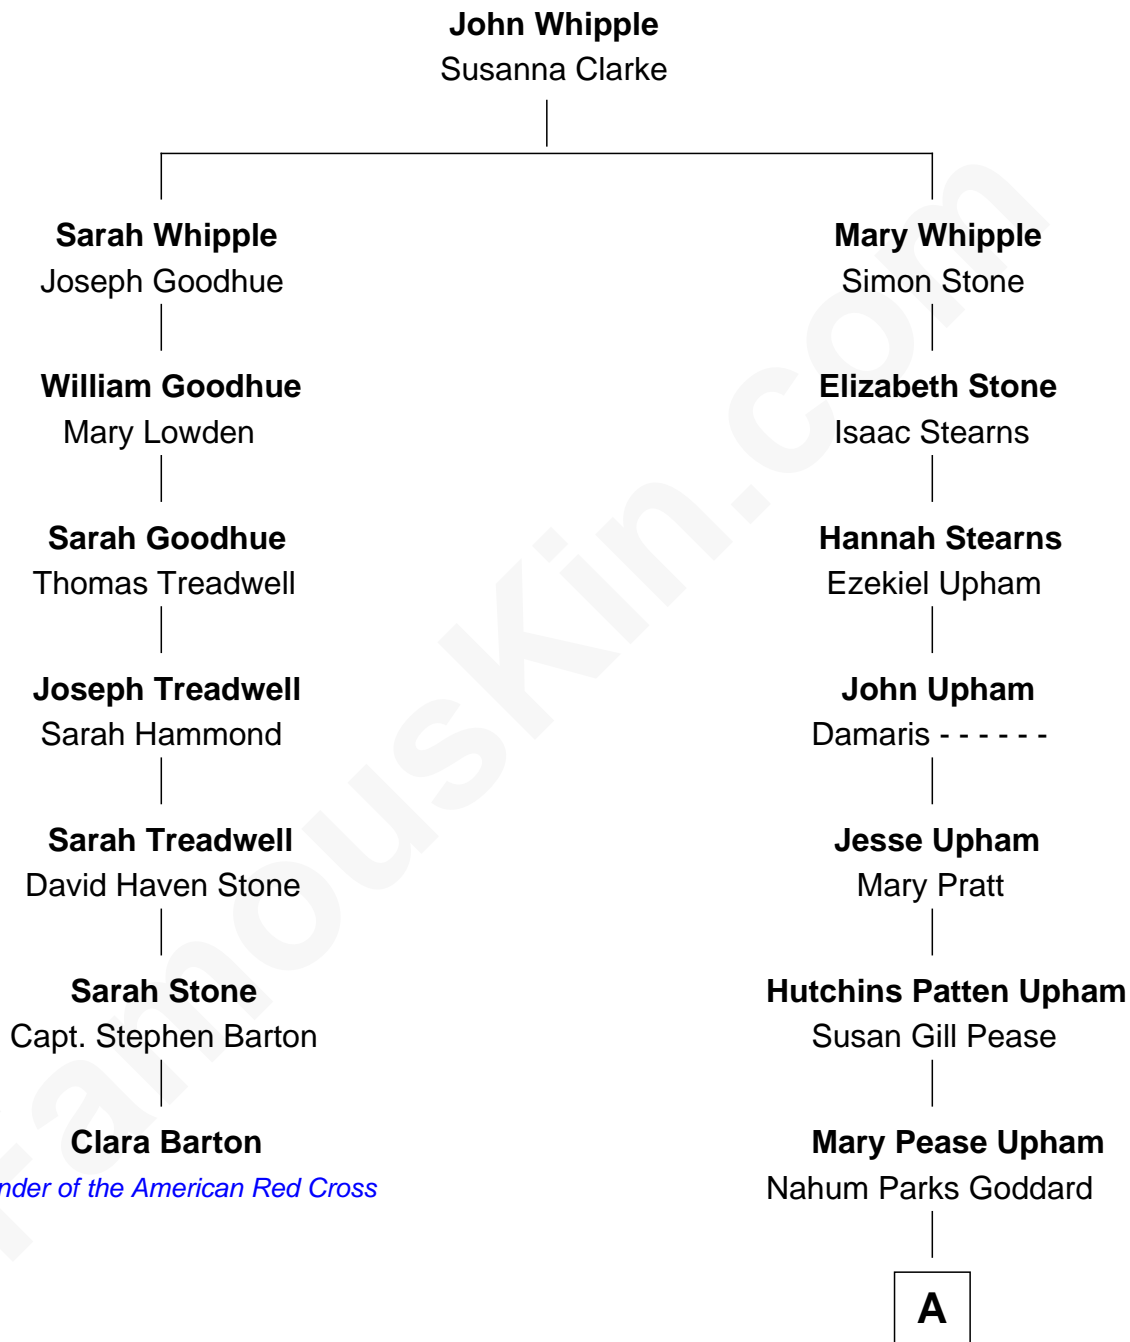 John Whipple
Susanna Clarke
Sarah Whipple
Joseph Goodhue
Mary Whipple
Simon Stone
William Goodhue
Mary Lowden
Elizabeth Stone
Isaac Stearns
Sarah Goodhue
Thomas Treadwell
Hannah Stearns
Ezekiel Upham
Joseph Treadwell
Sarah Hammond
John Upham
Damaris - - - - - -
Sarah Treadwell
David Haven Stone
Jesse Upham
Mary Pratt
Sarah Stone
Capt. Stephen Barton
Hutchins Patten Upham
Susan Gill Pease
Clara Barton
nder of the American Red Cross
Mary Pease Upham
Nahum Parks Goddard
A
FamousKin.com